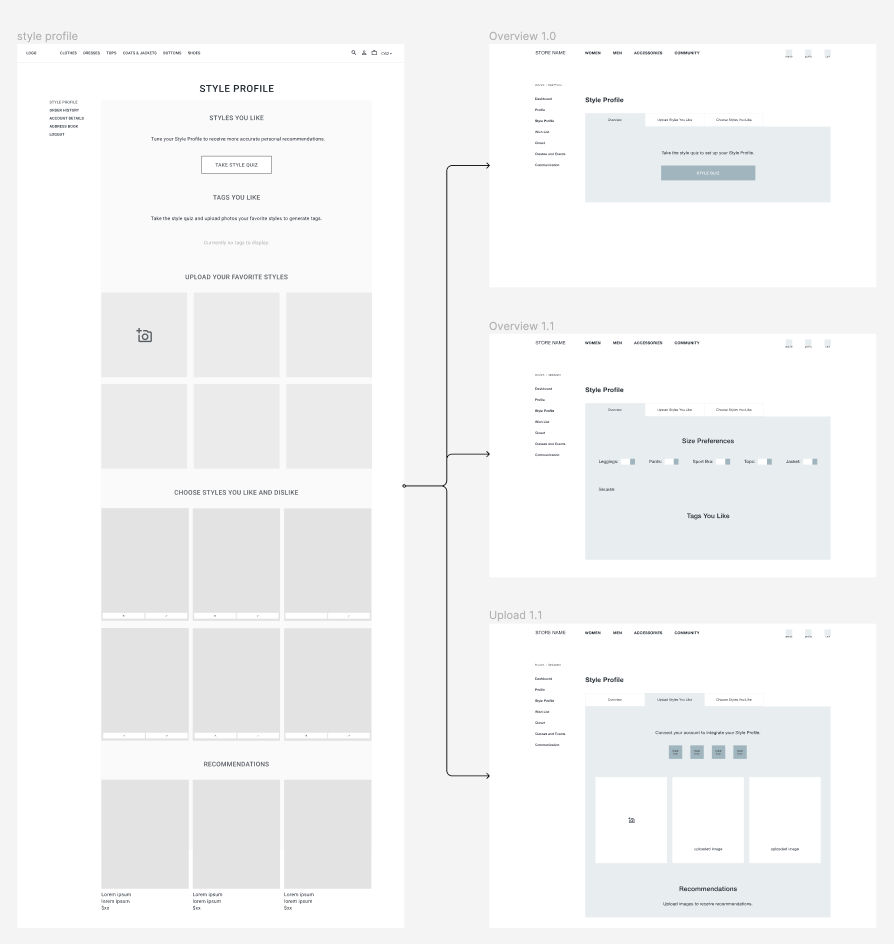 style profile
LOGO CLOTHES DRESSES TOPS COATS & JACKETS BOTTOMS SHOES CAD
STYLE PROFILE
STYLE PROFILE
ORDER HISTORY
ACCOUNT DETAILS
ADDRESS BOOK
LOGOUT
STYLES YOU LIKE
Tune your Style Profile to receive more accurate personal recommendations.
TAKE STYLE QUIZ
TAGS YOU LIKE
Take the style quiz and upload photos your favorite styles to generate tags.
Currently no tags to display
UPLOAD YOUR FAVORITE STYLES
CHOOSE STYLES YOU LIKE AND DISLIKE
RECOMMENDATIONS
Lorem ipsum Lorem ipsum Lorem ipsum
lorem ipsum lorem ipsum lorem ipsum
$xx $xx $xx
Overview 1.0
STORE NAME WOMEN MEN ACCESSORIES COMMUNITY
Dashboard
Profile
Style Profile
Wish List
Closet
Classes and Events
Communication
Style Profile
Overview Upload Styles You Like Choose Styles You Like
Take the style quiz to set up your Style Profile.
STYLE QUIZ
Overview 1.1
STORE NAME WOMEN MEN ACCESSORIES COMMUNITY
Dashboard
Profile
Style Profile
Wish List
Closet
Classes and Events
Communication
Style Profile
Overview Upload Styles You Like Choose Styles You Like
Size Preferences
Leggings: Pants: Sport Bra: Tops: Jacket:
Tags You Like
Upload 1.1
STORE NAME WOMEN MEN ACCESSORIES COMMUNITY
Dashboard
Profile
Style Profile
Wish List
Closet
Classes and Events
Communication
Style Profile
Overview Upload Styles You Like Choose Styles You Like
Connect your account to integrate your Style Profile
uploaded image uploaded image
Recommendations
Upload images to receive recommendations.